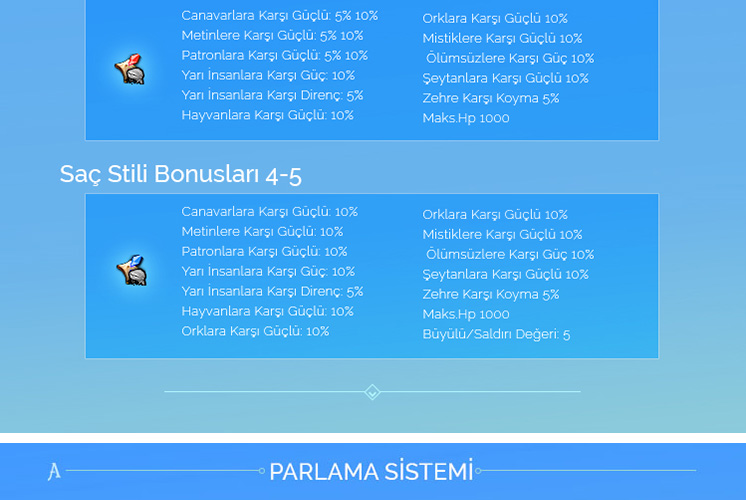 Canavarlara Karşı Güçlü: 5% 10%
Metinlere Karşı Güçlü: 5% 10%
Patronlara Karşı Güçlü: 5% 10%
Yarı İnsanlara Karşı Güç: 10%
Yarı İnsanlara Karşı Direnç: 5%
Hayvanlara Karşı Güçlü: 10%
Orklara Karşı Güçlü 10%
Mistiklere Karşı Güçlü 10%
Ölümsüzlere Karşı Güç 10%
Şeytanlara Karşı Güçlü 10%
Zehre Karşı Koyma 5%
Maks.Hp 1000
Saç Stili Bonusları 4-5
Canavarlara Karşı Güçlü: 10%
Metinlere Karşı Güçlü: 10%
Patronlara Karşı Güçlü: 10%
Yarı İnsanlara Karşı Güç: 10%
Yarı İnsanlara Karşı Direnç: 5%
Hayvanlara Karşı Güçlü: 10%
Orklara Karşı Güçlü: 10%
Orklara Karşı Güçlü 10%
Mistiklere Karşı Güçlü 10%
Ölümsüzlere Karşı Güç 10%
Şeytanlara Karşı Güçlü 10%
Zehre Karşı Koyma 5%
Maks.Hp 1000
Büyülü/Saldırı Değeri: 5
A
PARLAMA SİSTEMİ